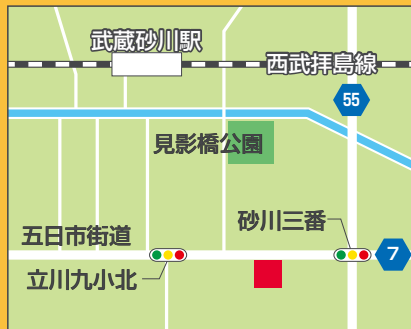 武蔵砂川駅
西武拝島線
55
見影橋公園
砂川三番
五日市街道
7
立川九小北